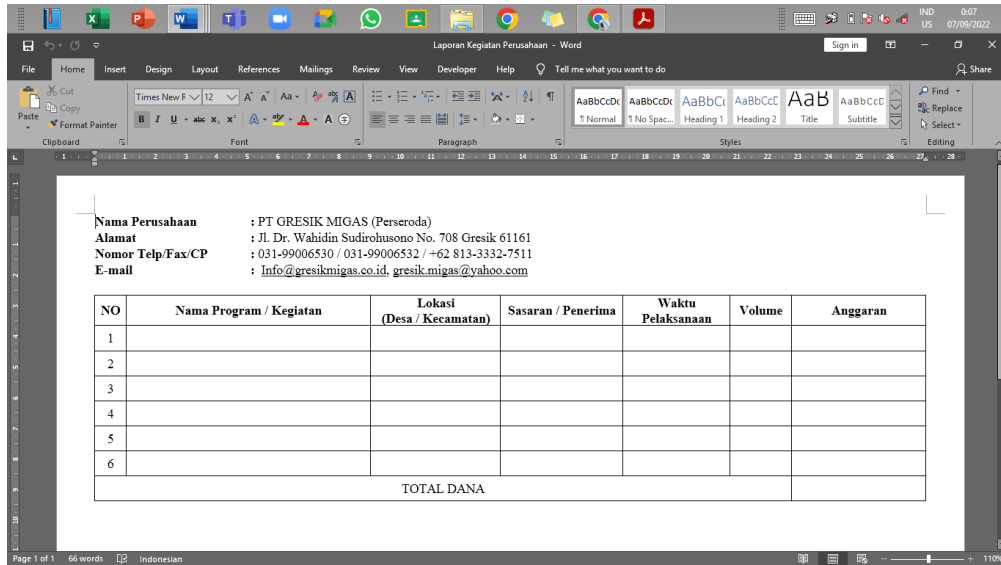 IND 0:07
US 07/09/2022
Laporan Kegiatan Perusahaan - Word
Sign in
File Home Insert Design Layout References Mailings Review View Developer Help Tell me what you want to do Share
Cut
Copy
Format Painter
Paste
Times New F 12
AaBbCcDc AaBbCcDc AaBbCc AaBbCcC AaB AaBbCcC
¶ Normal ¶ No Spac... Heading 1 Heading 2 Title Subtitle
Find
Replace
Select
Clipboard Font Paragraph Styles Editing
Nama Perusahaan : PT GRESIK MIGAS (Perseroda)
Alamat : Jl. Dr. Wahidin Sudirohusono No. 708 Gresik 61161
Nomor Telp/Fax/CP : 031-99006530 / 031-99006532 / +62 813-3332-7511
E-mail : Info@gresikmigas.co.id, gresik.migas@yahoo.com
NO Nama Program / Kegiatan Lokasi (Desa / Kecamatan) Sasaran / Penerima Waktu Pelaksanaan Volume Anggaran
1
2
3
4
5
6
TOTAL DANA
Page 1 of 1 66 words Indonesian 110%